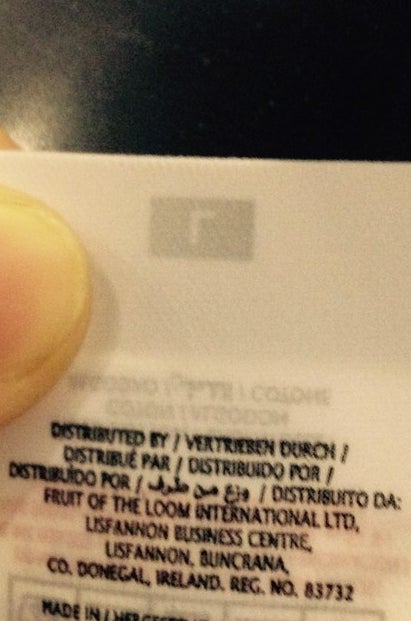 DISTRIBUTED BY / VERTRIEBEN DURCH /
DISTRIBUÉ PAR / DISTRIBUIDO POR /
DISTRIBUÍDO POR / وزع من طرف / DISTRIBUITO DA:
FRUIT OF THE LOOM INTERNATIONAL LTD,
LISFANNON BUSINESS CENTRE,
LISFANNON, BUNCRANA,
CO. DONEGAL, IRELAND. REG. NO. 83732
MADE IN /